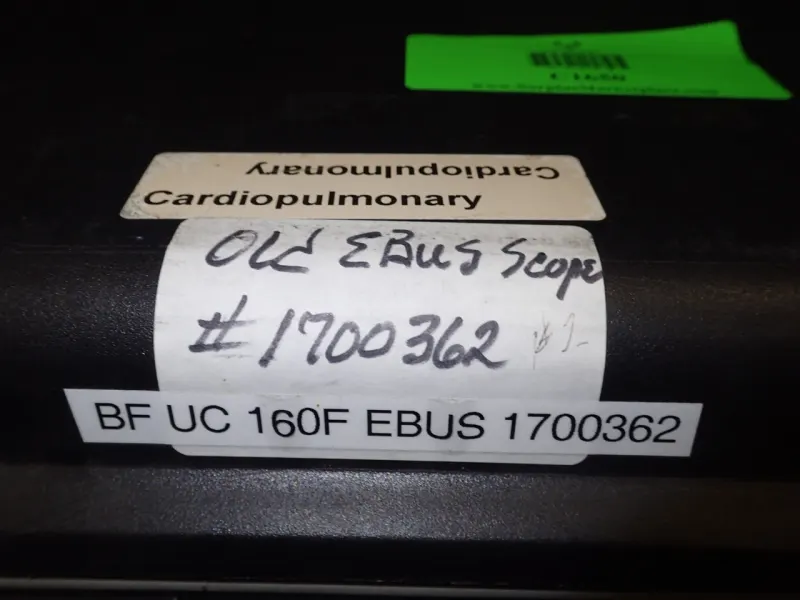 Cardiopulmonary
Cardiopulmonary
Old EBUS Scope
#1700362
BF UC 160F EBUS 1700362